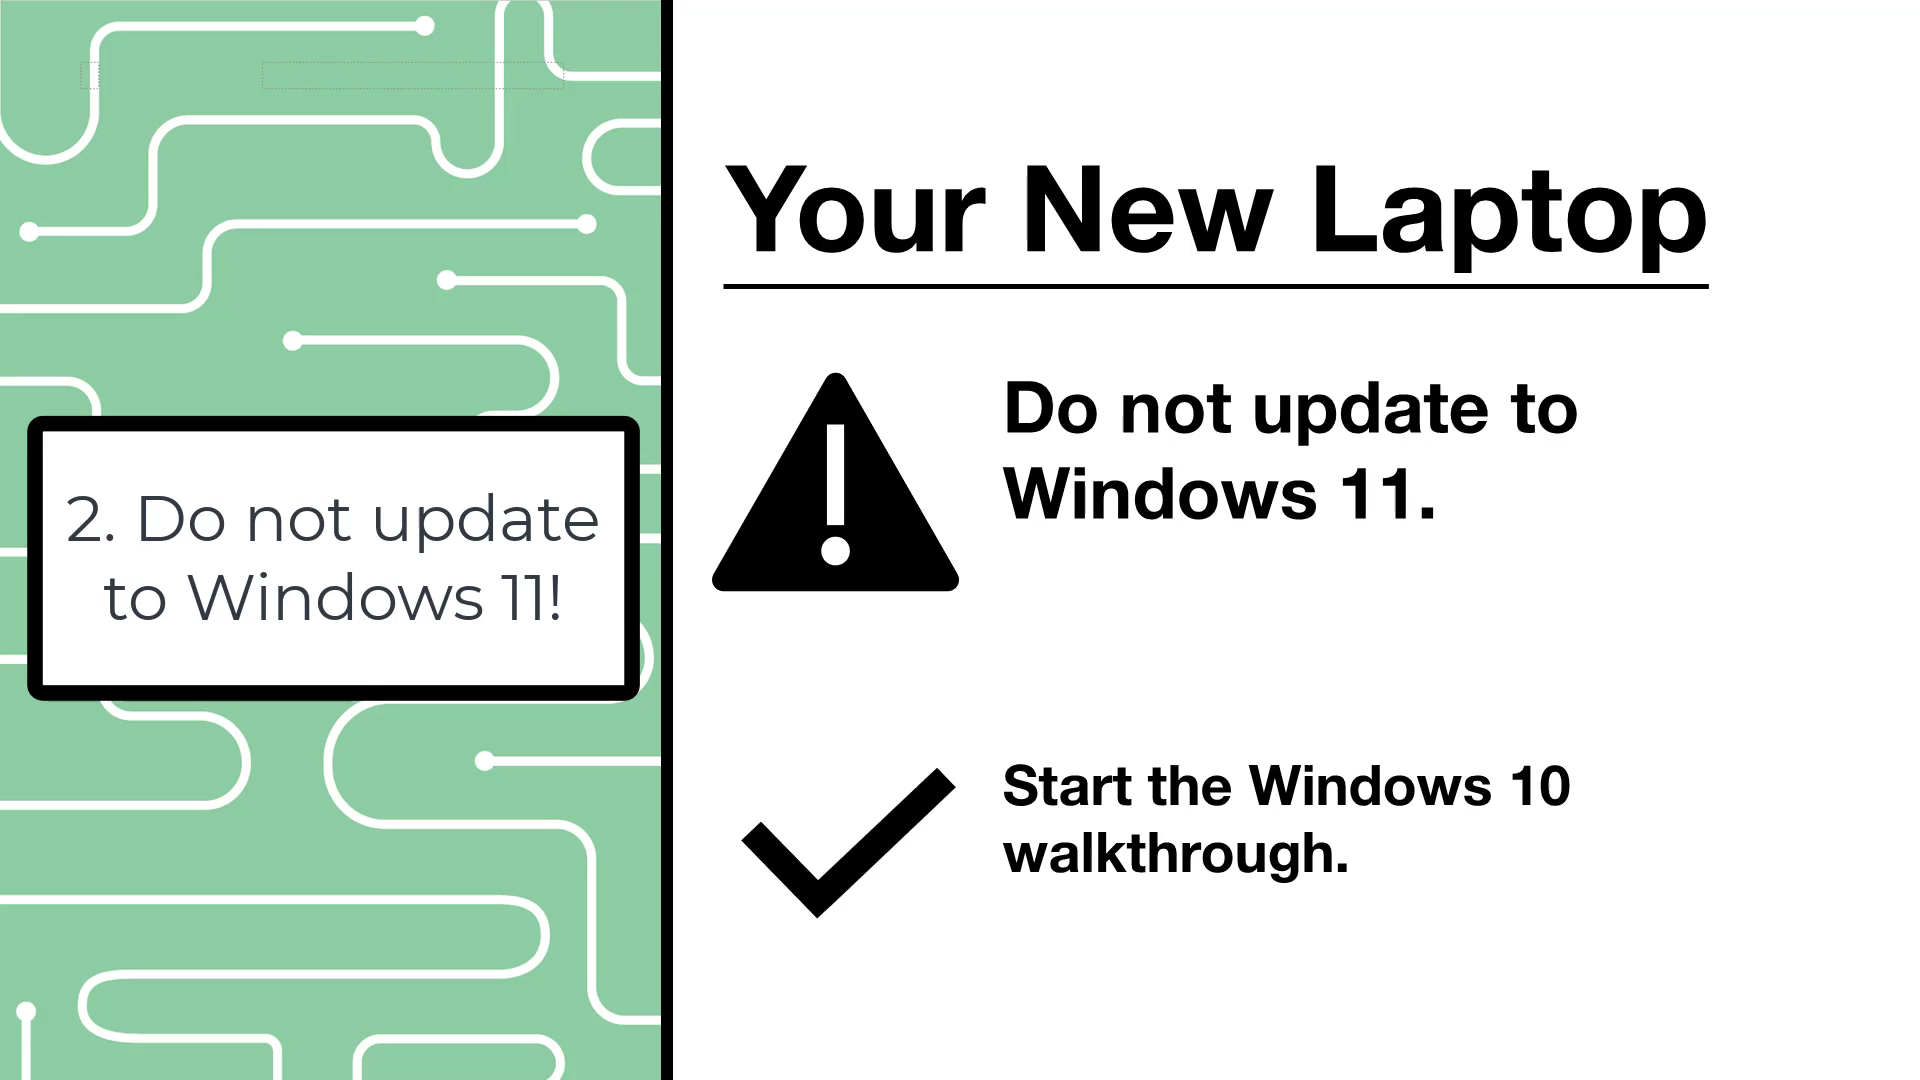 2. Do not update
to Windows 11!
Your New Laptop
Do not update to
Windows 11.
Start the Windows 10
walkthrough.